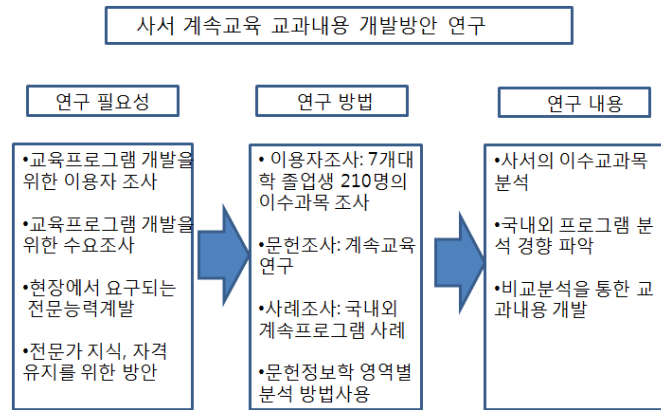 사서 계속교육 교과내용 개발방안 연구
연구 필요성
•교육프로그램 개발을
위한 이용자 조사
•교육프로그램 개발을
위한 수요조사
•현장에서 요구되는
전문능력계발
•전문가 지식, 자격
유지를 위한 방안
연구 방법
• 이용자조사: 7개대
학 졸업생 210명의
이수과목 조사
•문헌조사: 계속교육
연구
•사례조사: 국내외
계속프로그램 사례
•문헌정보학 영역별
분석 방법사용
연구 내용
•사서의 이수교과목
분석
•국내외 프로그램 분
석 경향 파악
•비교분석을 통한 교
과내용 개발